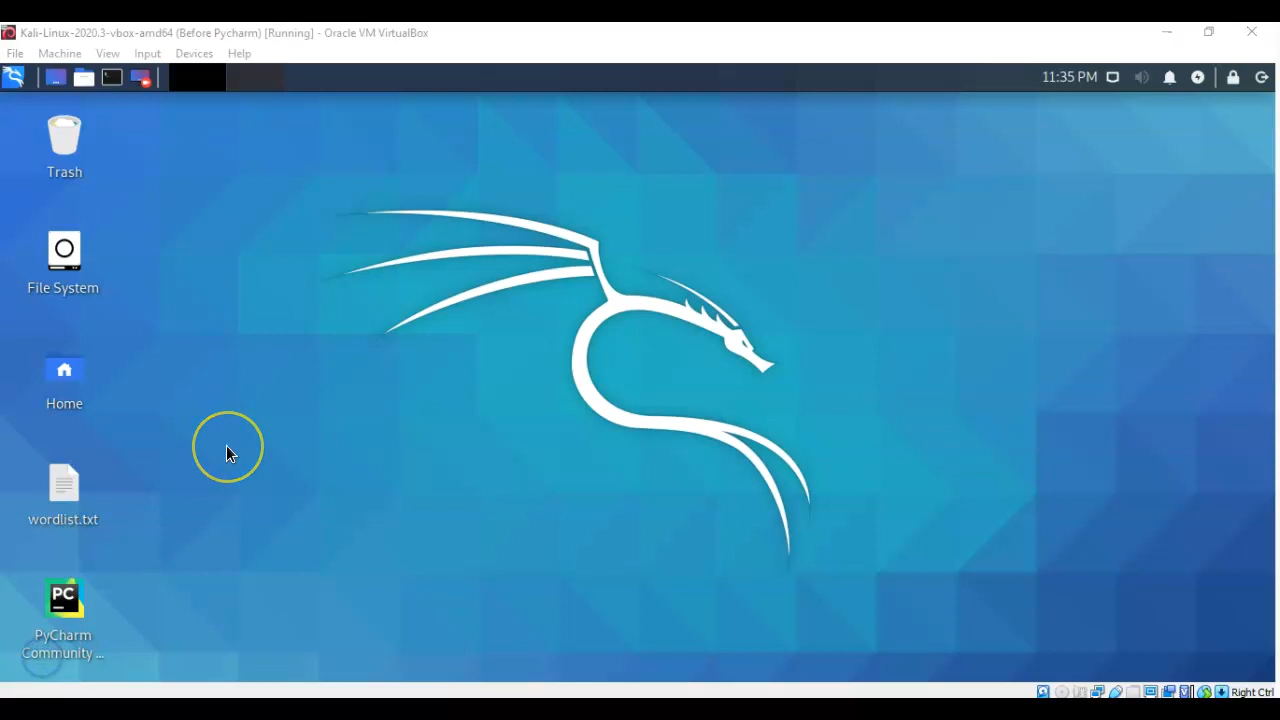 Kali-Linux-2020.3-vbox-amd64 (Before Pycharm) [Running] - Oracle VM VirtualBox
File Machine View Input Devices Help
11:35 PM
Trash
File System
Home
wordlist.txt
PC
PyCharm
Community ...
Right Ctrl